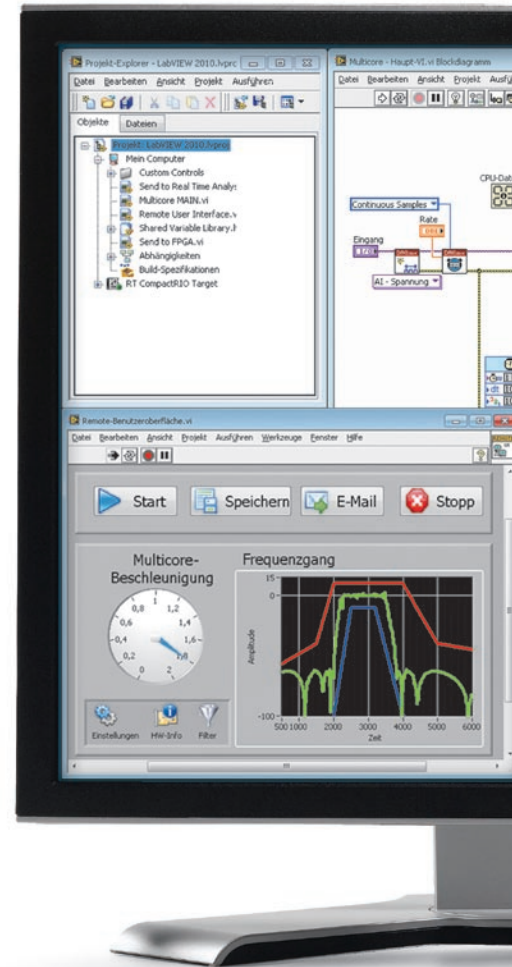 Projekt-Explorer - LabVIEW 2010.lvprc
Datei Bearbeiten Ansicht Projekt Ausführen
Objekte Dateien
Projekt: LabVIEW 2010.lvproj
Mein Computer
Custom Controls
Send to Real Time Analy:
Multicore MAIN.vi
Remote User Interface.v
Shared Variable Library.l
Send to FPGA.vi
Abhängigkeiten
Build-Spezifikationen
RT CompactRIO Target
Multicore - Haupt-VI.vi Blockdiagramm
Datei Bearbeiten Ansicht Projekt Ausfü
CPU-Dat
Continuous Samples
Rate
Eingang
I/O
AI - Spannung
dt
Remote-Benutzeroberfläche.vi
Datei Bearbeiten Ansicht Projekt Ausführen Werkzeuge Fenster Hilfe
Start Speichern E-Mail Stopp
Multicore-
Beschleunigung
0 0,2 0,4 0,6 0,8 1 1,2 1,4 1,6 1,8 2
Einstellungen HW-Info Filter
Frequenzgang
Amplitude
15
0
-100
500 1000 2000 3000 4000 5000 6000
Zeit